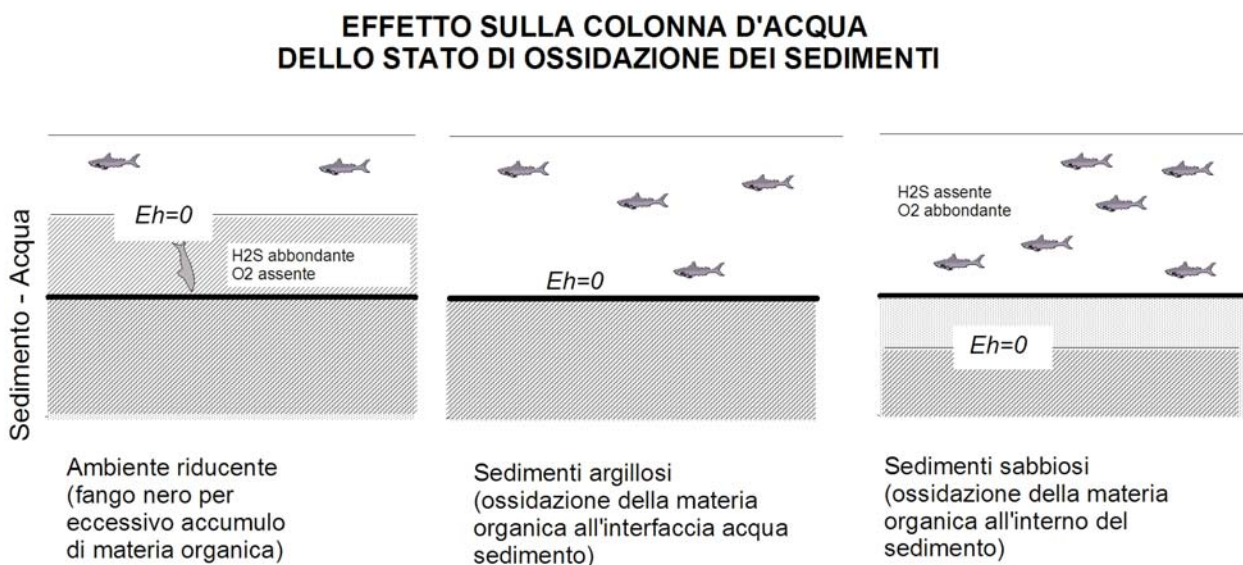 EFFETTO SULLA COLONNA D'ACQUA
DELLO STATO DI OSSIDAZIONE DEI SEDIMENTI
Sedimento - Acqua
Eh=0
H2S abbondante
O2 assente
Eh=0
H2S assente
O2 abbondante
Eh=0
Ambiente riducente
(fango nero per
eccessivo accumulo
di materia organica)
Sedimenti argillosi
(ossidazione della materia
organica all'interfaccia acqua
sedimento)
Sedimenti sabbiosi
(ossidazione della materia
organica all'interno del
sedimento)